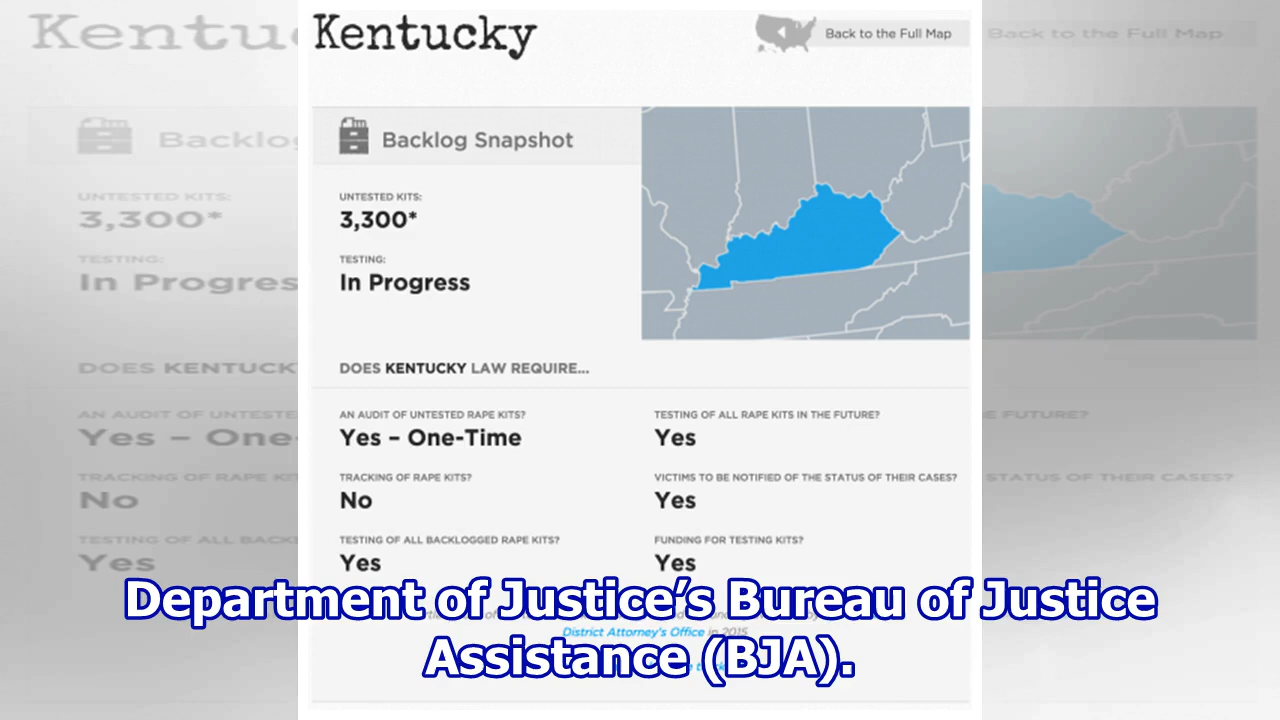 Kentucky
Back to the Full Map
Backlog Snapshot
UNTESTED KITS:
3,300*
TESTING:
In Progress
DOES KENTUCKY LAW REQUIRE...
AN AUDIT OF UNTESTED RAPE KITS?
Yes – One-Time
TESTING OF ALL RAPE KITS IN THE FUTURE?
Yes
TRACKING OF RAPE KITS?
No
VICTIMS TO BE NOTIFIED OF THE STATUS OF THEIR CASES?
Yes
TESTING OF ALL BACKLOGGED RAPE KITS?
Yes
FUNDING FOR TESTING KITS?
Yes
District Attorney's Office in 2015
Department of Justice’s Bureau of Justice
Assistance (BJA).